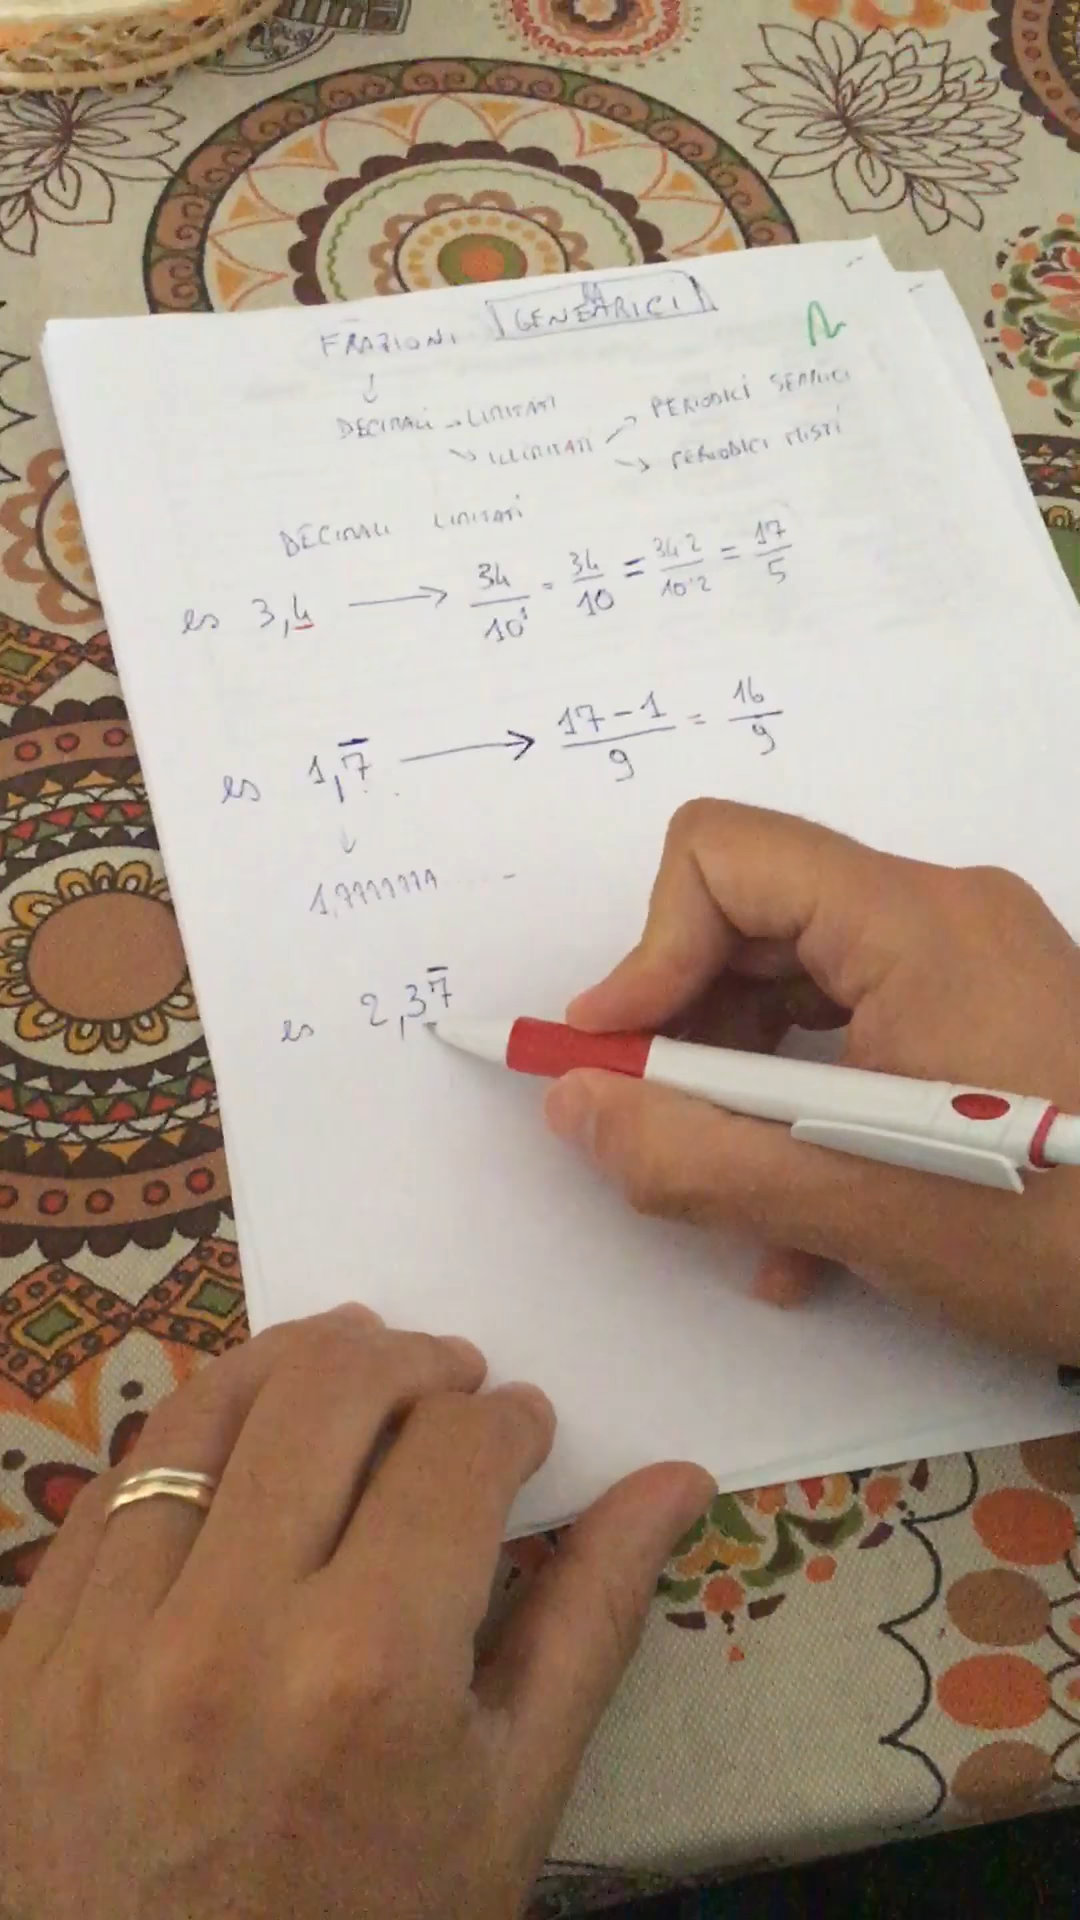 FRAZIONI GENERATRICI
↓
DECIMALI → LIMITATI
↘ ILLIMITATI ↗ PERIODICI SEMPLICI
↘ PERIODICI MISTI
DECIMALI LIMITATI
es 3,4 → 34/10¹ = 34/10 = 34:2/10:2 = 17/5
es 1,7̅ → 17-1/9 = 16/9
↓
1,7777777
es 2,37̅